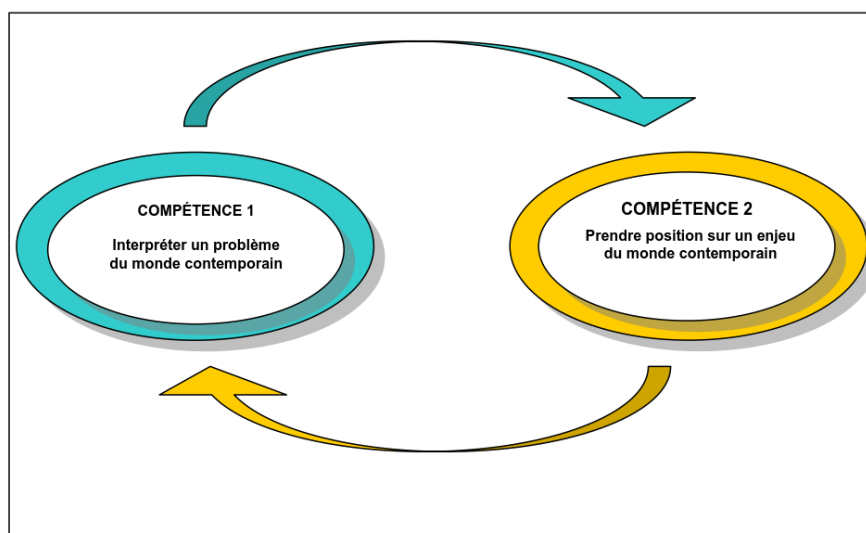 COMPÉTENCE 1
Interpréter un problème
du monde contemporain
COMPÉTENCE 2
Prendre position sur un enjeu
du monde contemporain